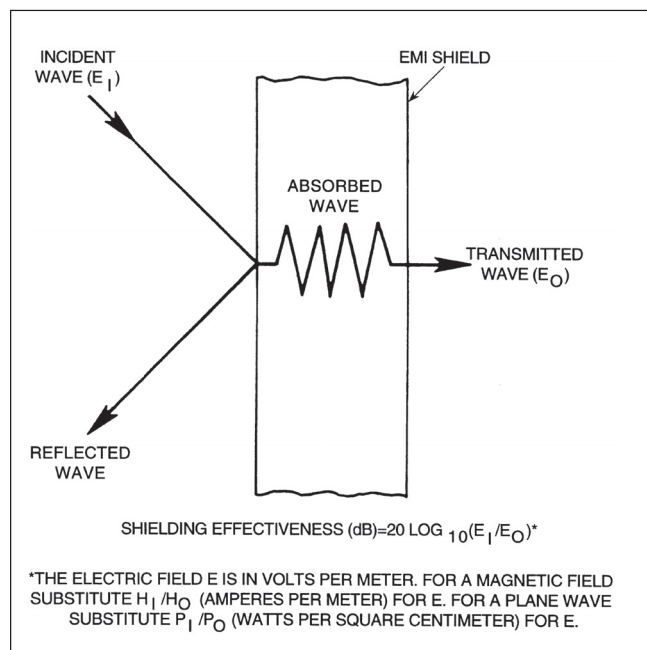 INCIDENT
WAVE (E I)
EMI SHIELD
ABSORBED
WAVE
TRANSMITTED
WAVE (E O)
REFLECTED
WAVE
SHIELDING EFFECTIVENESS (dB)=20 LOG 10(E I/E O)*
*THE ELECTRIC FIELD E IS IN VOLTS PER METER. FOR A MAGNETIC FIELD
SUBSTITUTE H I /H O (AMPERES PER METER) FOR E. FOR A PLANE WAVE
SUBSTITUTE P I /P O (WATTS PER SQUARE CENTIMETER) FOR E.